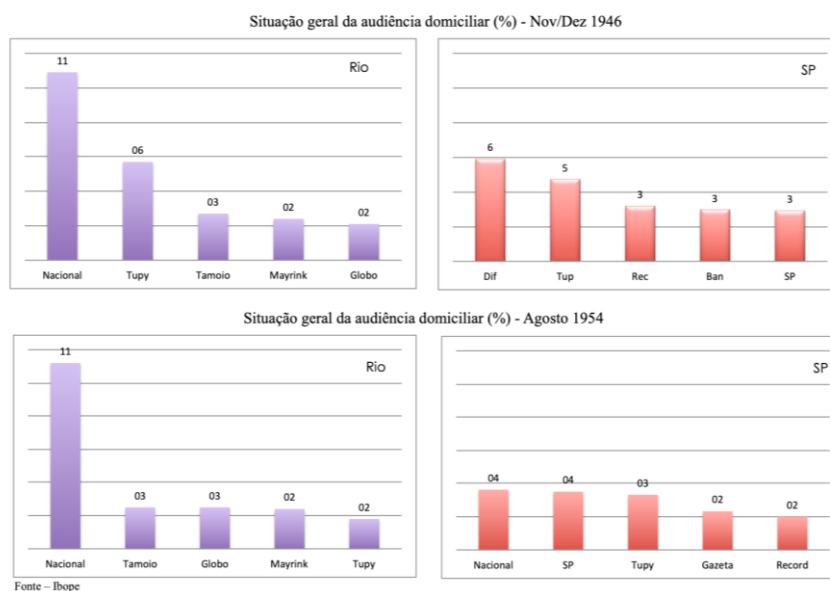 Situação geral da audiência domiciliar (%) - Nov/Dez 1946
Rio
11
06
03
02
02
Nacional Tupy Tamoio Mayrink Globo
SP
6
5
3
3
3
Dif Tup Rec Ban SP
Situação geral da audiência domiciliar (%) - Agosto 1954
Rio
11
03
03
02
02
Nacional Tamoio Globo Mayrink Tupy
SP
04
04
03
02
02
Nacional SP Tupy Gazeta Record
Fonte – Ibope